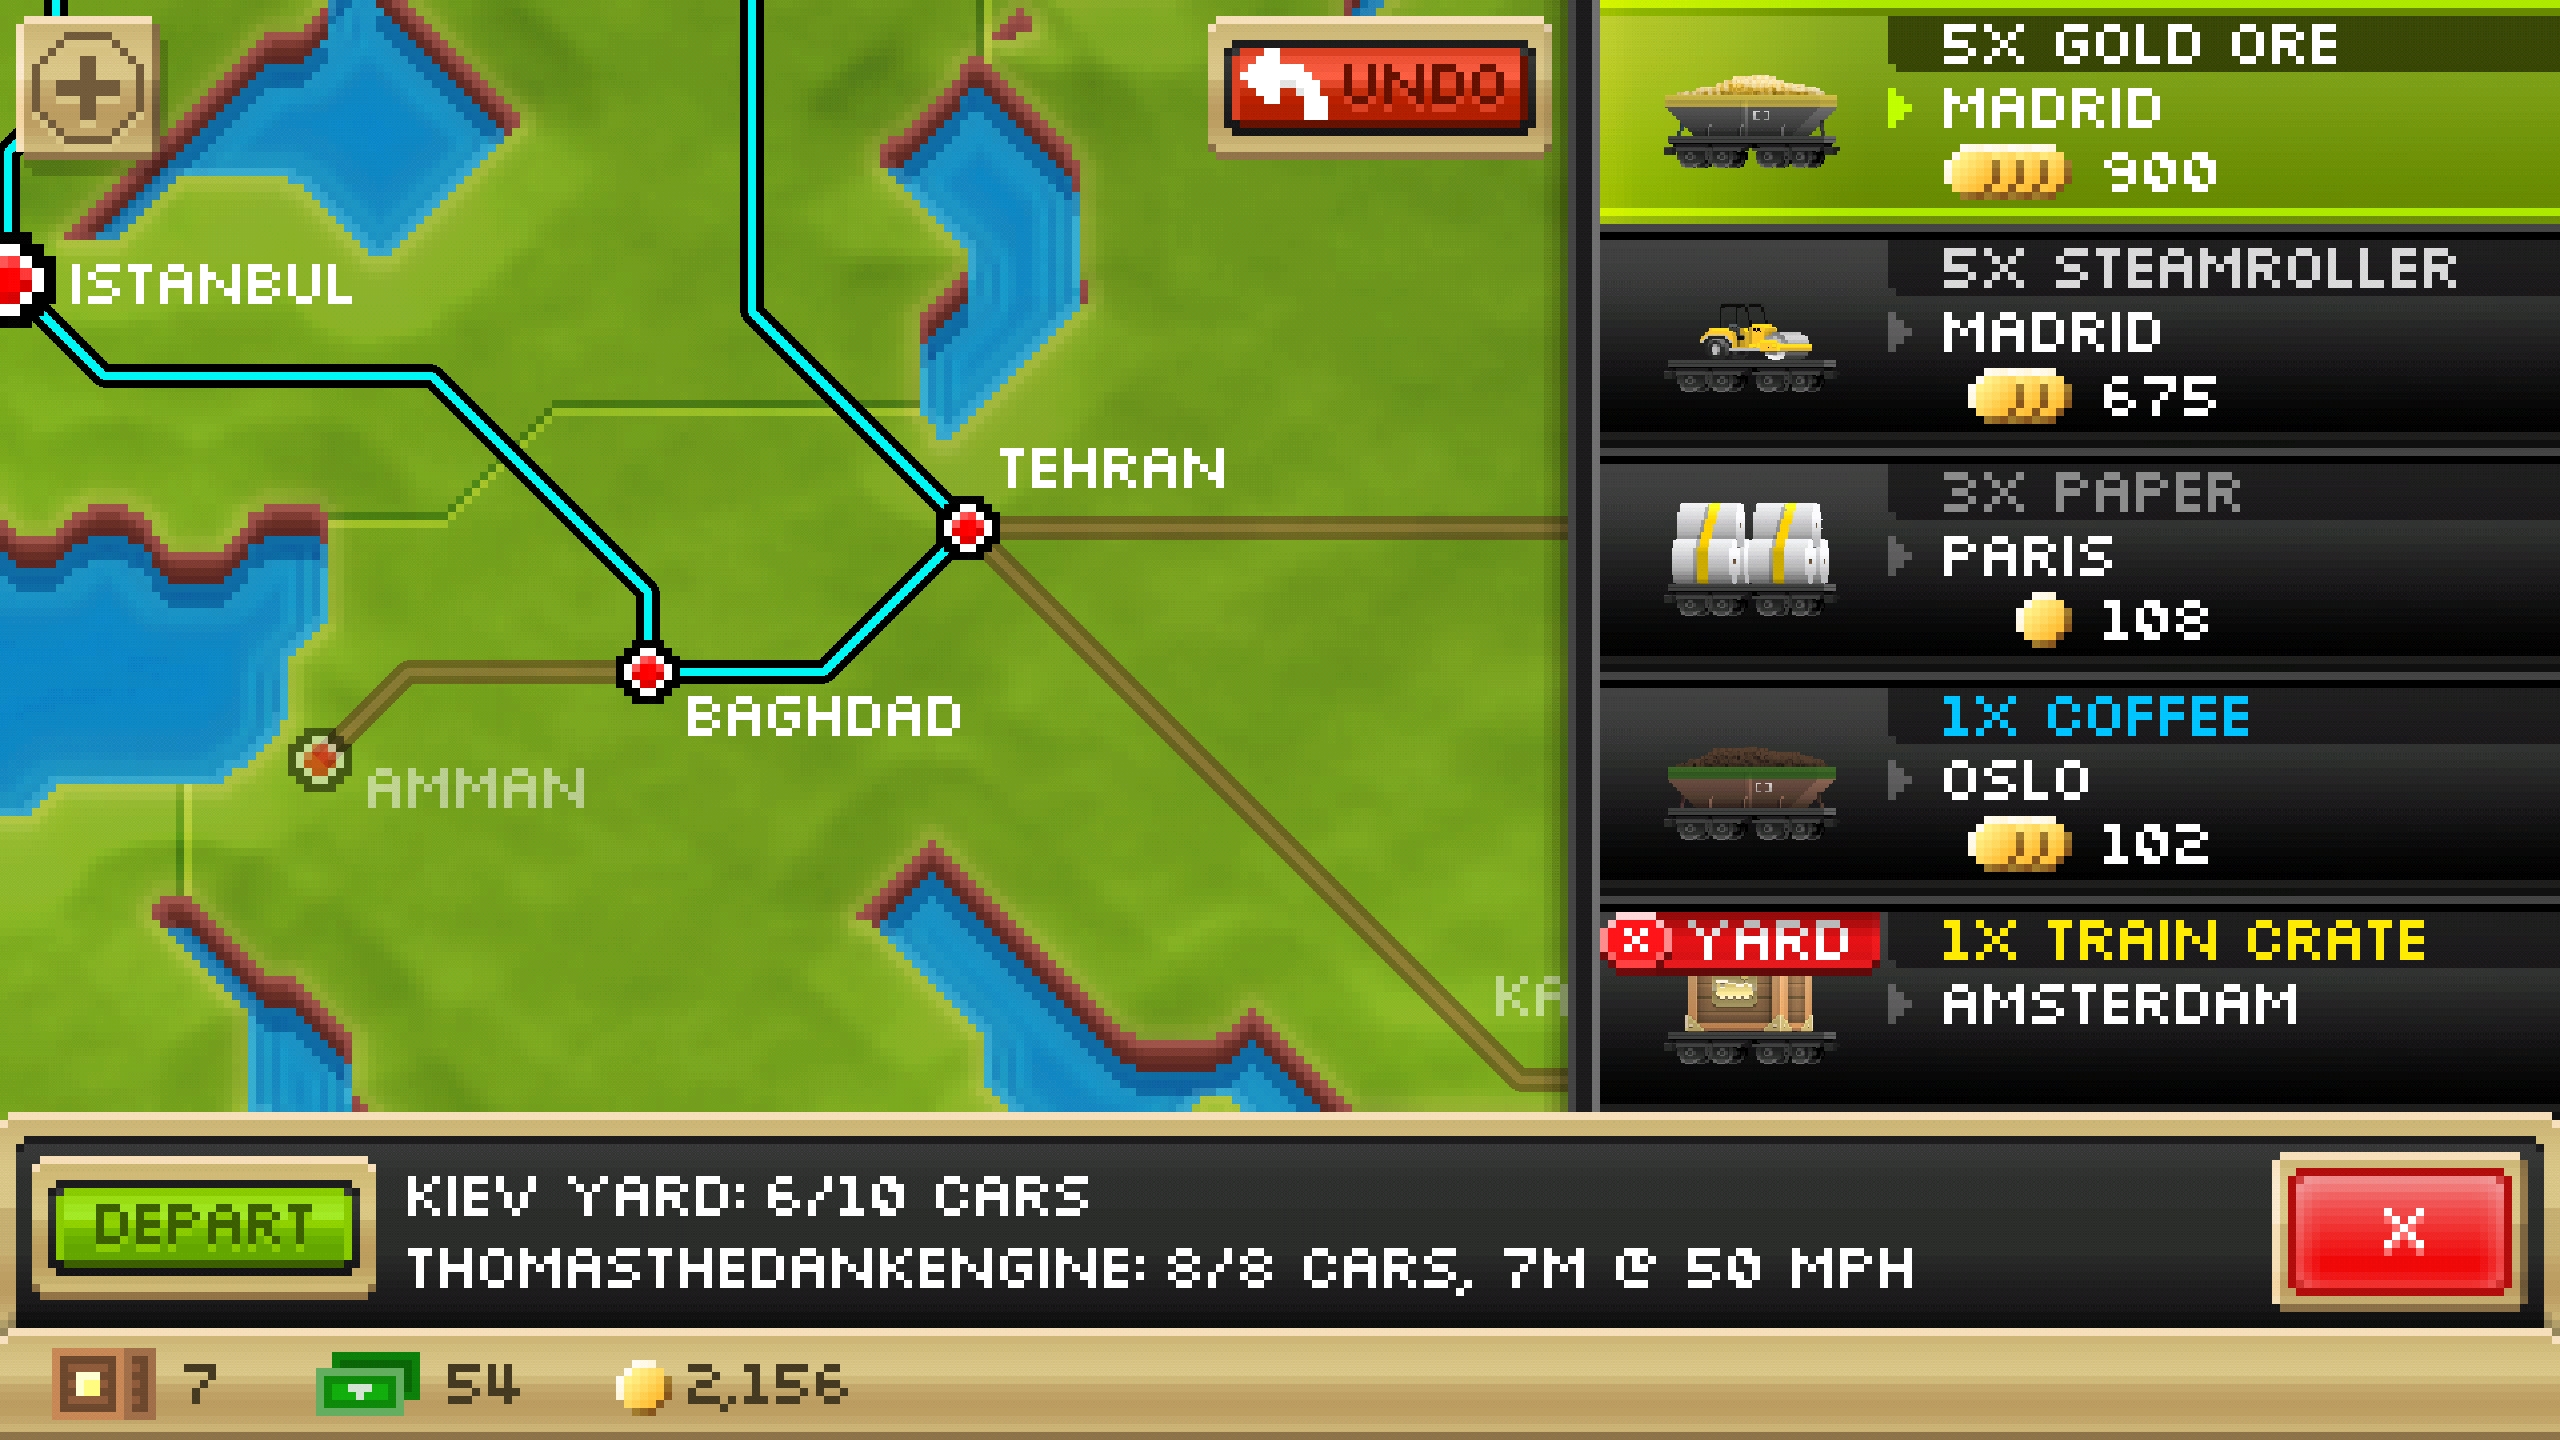 UNDO
ISTANBUL
TEHRAN
BAGHDAD
AMMAN
KA
5X GOLD ORE
MADRID
900
5X STEAMROLLER
MADRID
675
3X PAPER
PARIS
108
1X COFFEE
OSLO
102
X YARD
1X TRAIN CRATE
AMSTERDAM
DEPART
KIEV YARD: 6/10 CARS
THOMASTHEDANKENGINE: 8/8 CARS, 7M @ 50 MPH
X
7
54
2,156